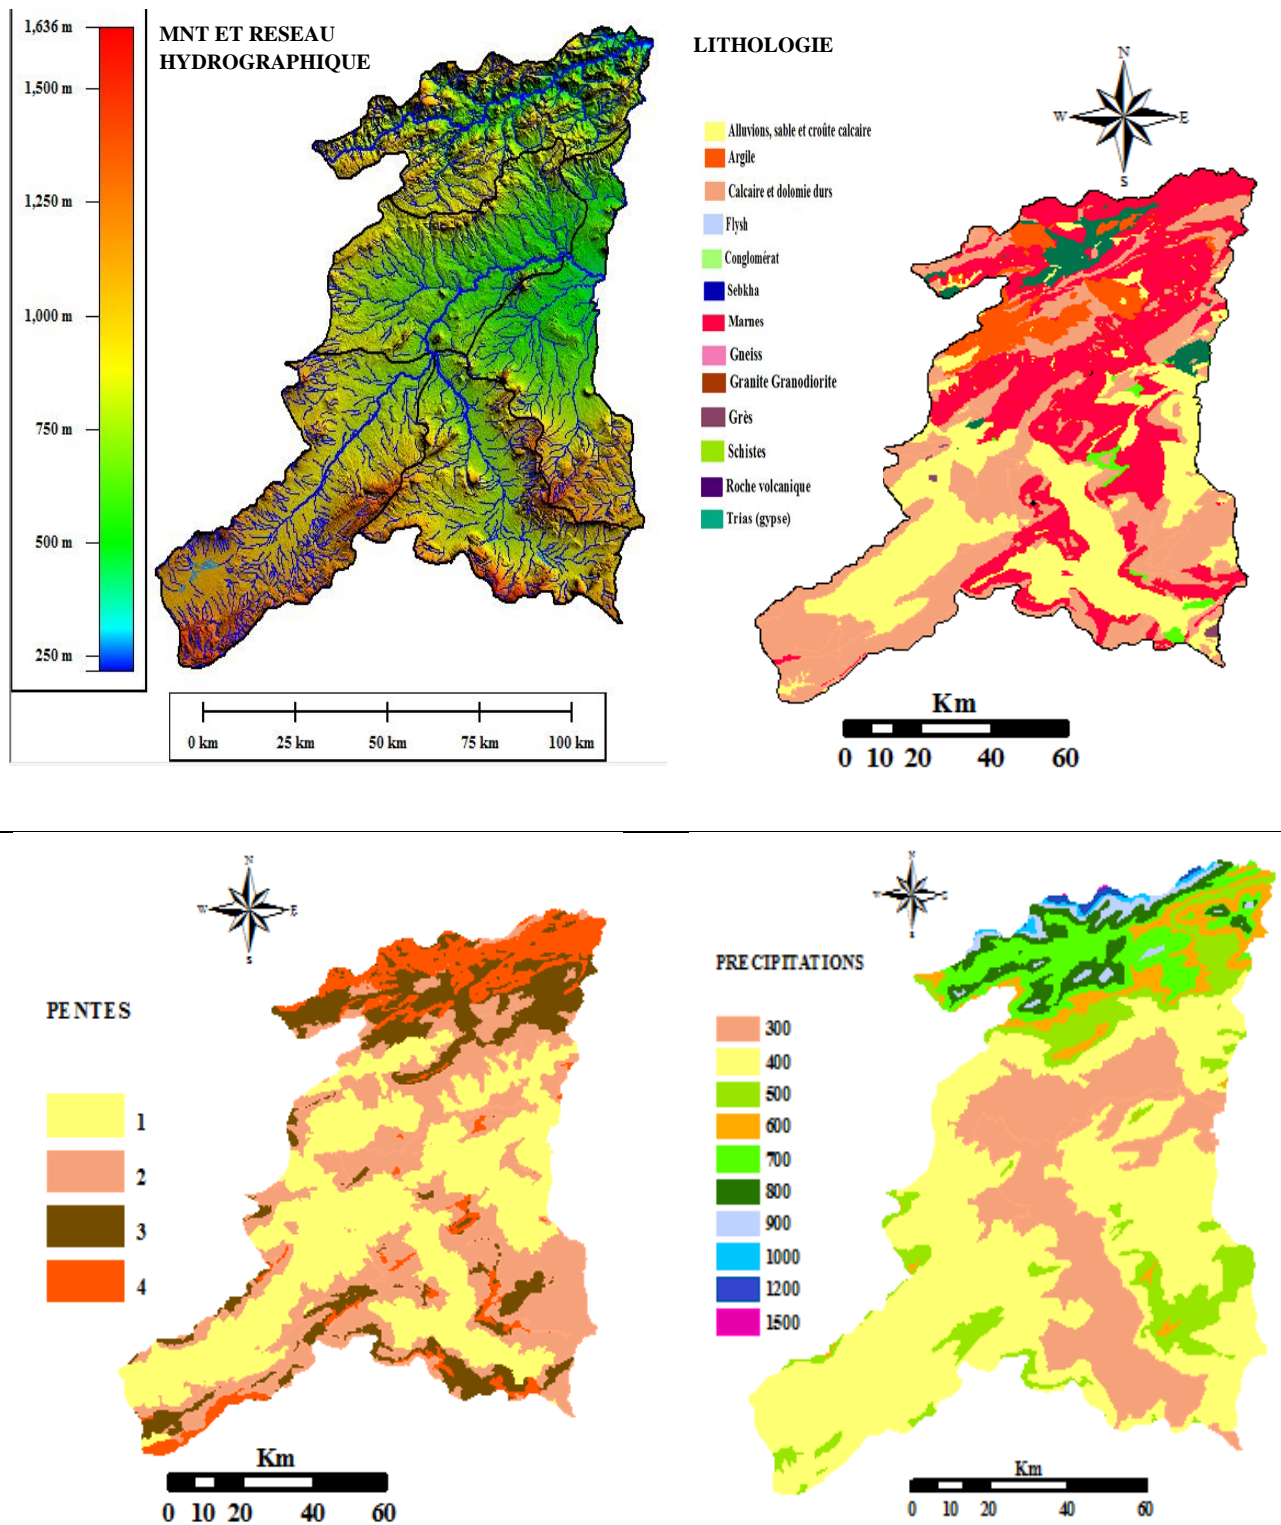 1,636 m
1,500 m
1,250 m
1,000 m
750 m
500 m
250 m
MNT ET RESEAU
HYDROGRAPHIQUE
0 km 25 km 50 km 75 km 100 km
LITHOLOGIE
N
W E
S
Alluvions, sable et croûte calcaire
Argile
Calcaire et dolomie durs
Flysh
Conglomérat
Sebkha
Marnes
Gneiss
Granite Granodiorite
Grès
Schistes
Roche volcanique
Trias (gypse)
Km
0 10 20 40 60
N
W E
S
PENTES
1
2
3
4
Km
0 10 20 40 60
N
W E
S
PRECIPITATIONS
300
400
500
600
700
800
900
1000
1200
1500
Km
0 10 20 40 60